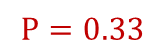 P = 0.33